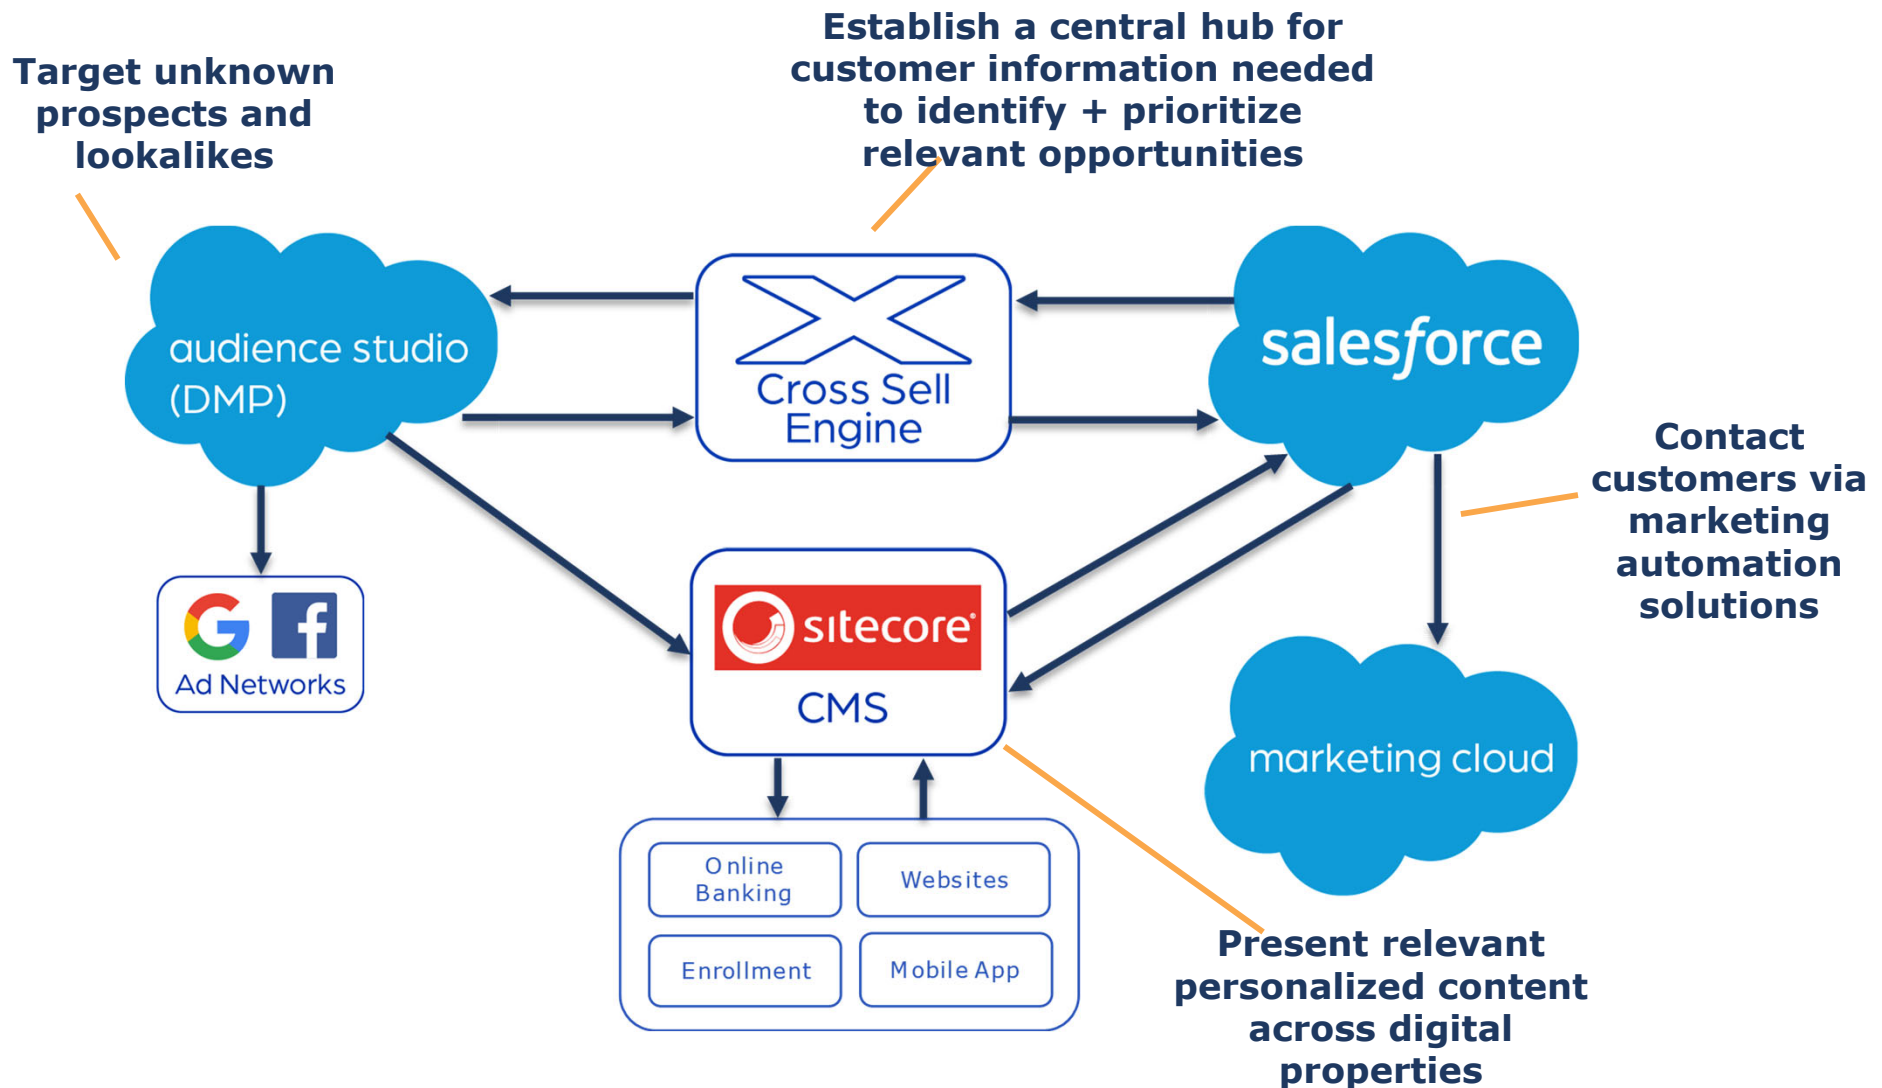 Establish a central hub for
customer information needed
to identify + prioritize
relevant opportunities
Target unknown
prospects and
lookalikes
audience studio
(DMP)
Cross Sell
Engine
salesforce
Contact
customers via
marketing
automation
solutions
G f
Ad Networks
sitecore®
CMS
marketing cloud
Online
Banking
Websites
Enrollment
Mobile App
Present relevant
personalized content
across digital
properties